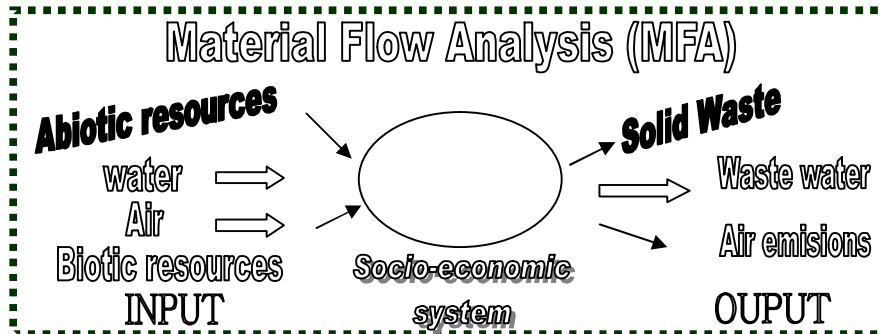 Material Flow Analysis (MFA)
Abiotic resources
water
Air
Biotic resources
INPUT
Socio-economic
system
Solid Waste
Waste water
Air emisions
OUPUT